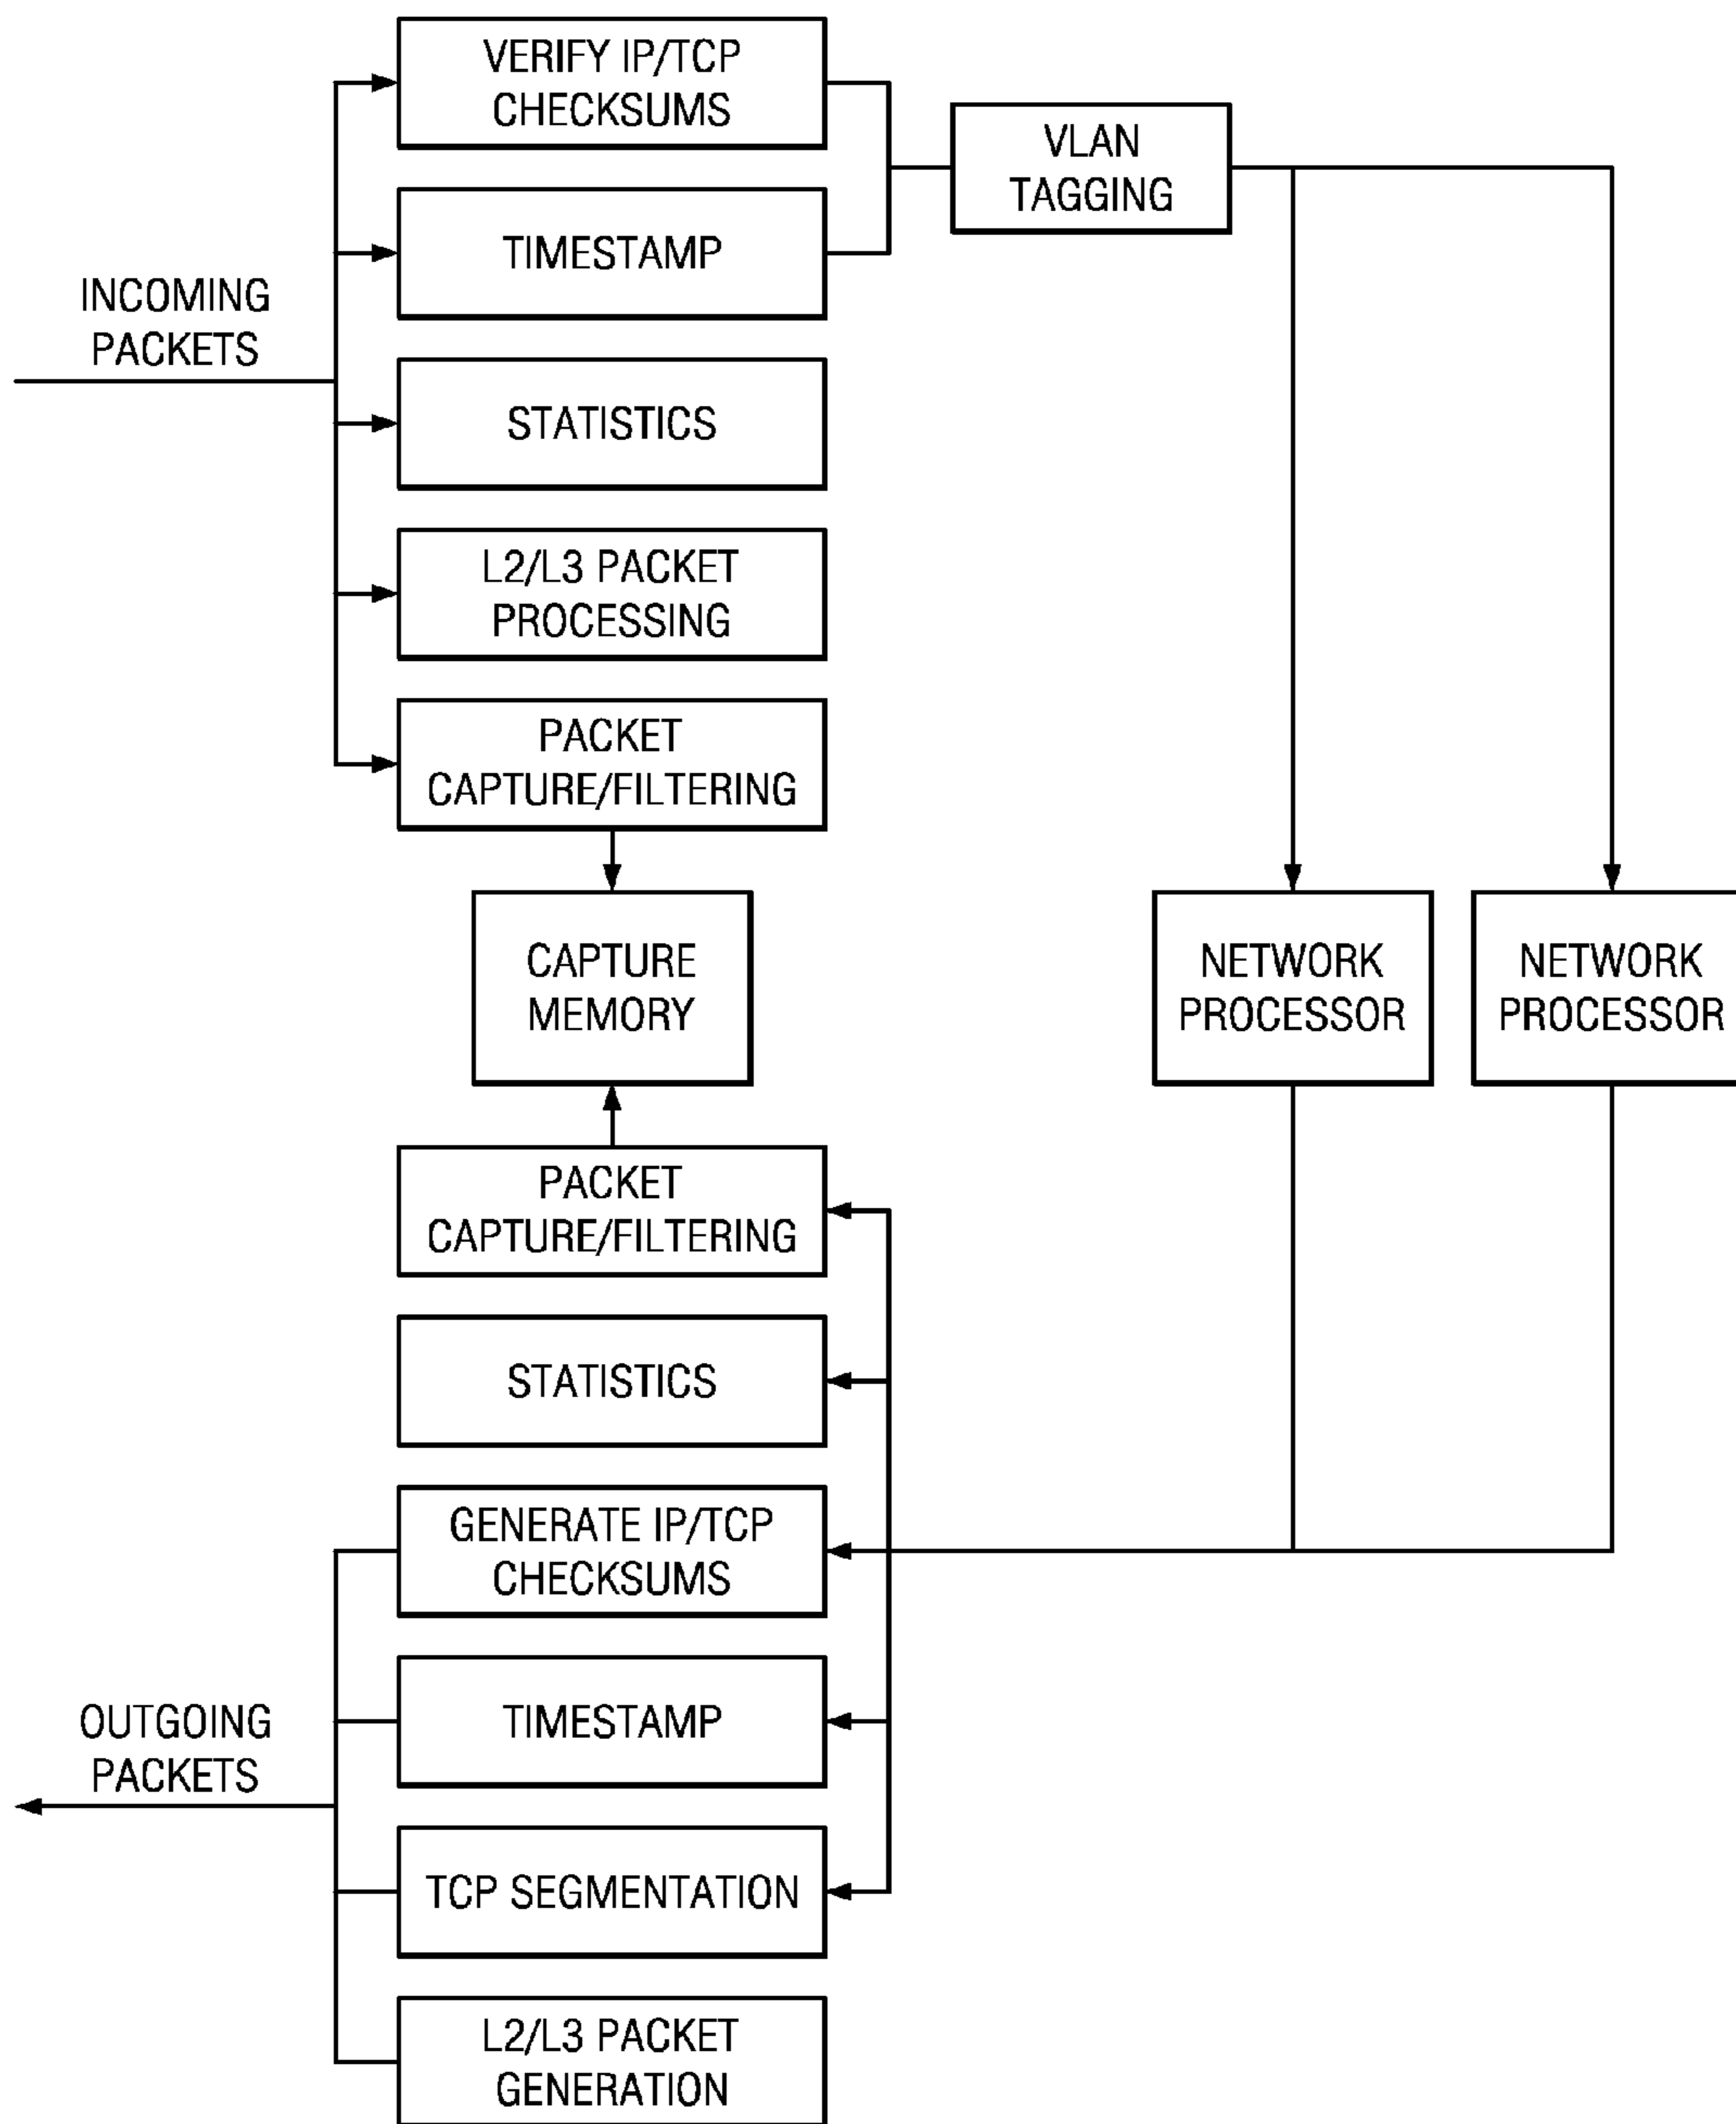 VERIFY IP/TCP
CHECKSUMS
VLAN
TAGGING
TIMESTAMP
INCOMING
PACKETS
STATISTICS
L2/L3 PACKET
PROCESSING
PACKET
CAPTURE/FILTERING
CAPTURE
MEMORY
NETWORK
PROCESSOR
NETWORK
PROCESSOR
PACKET
CAPTURE/FILTERING
STATISTICS
GENERATE IP/TCP
CHECKSUMS
TIMESTAMP
OUTGOING
PACKETS
TCP SEGMENTATION
L2/L3 PACKET
GENERATION